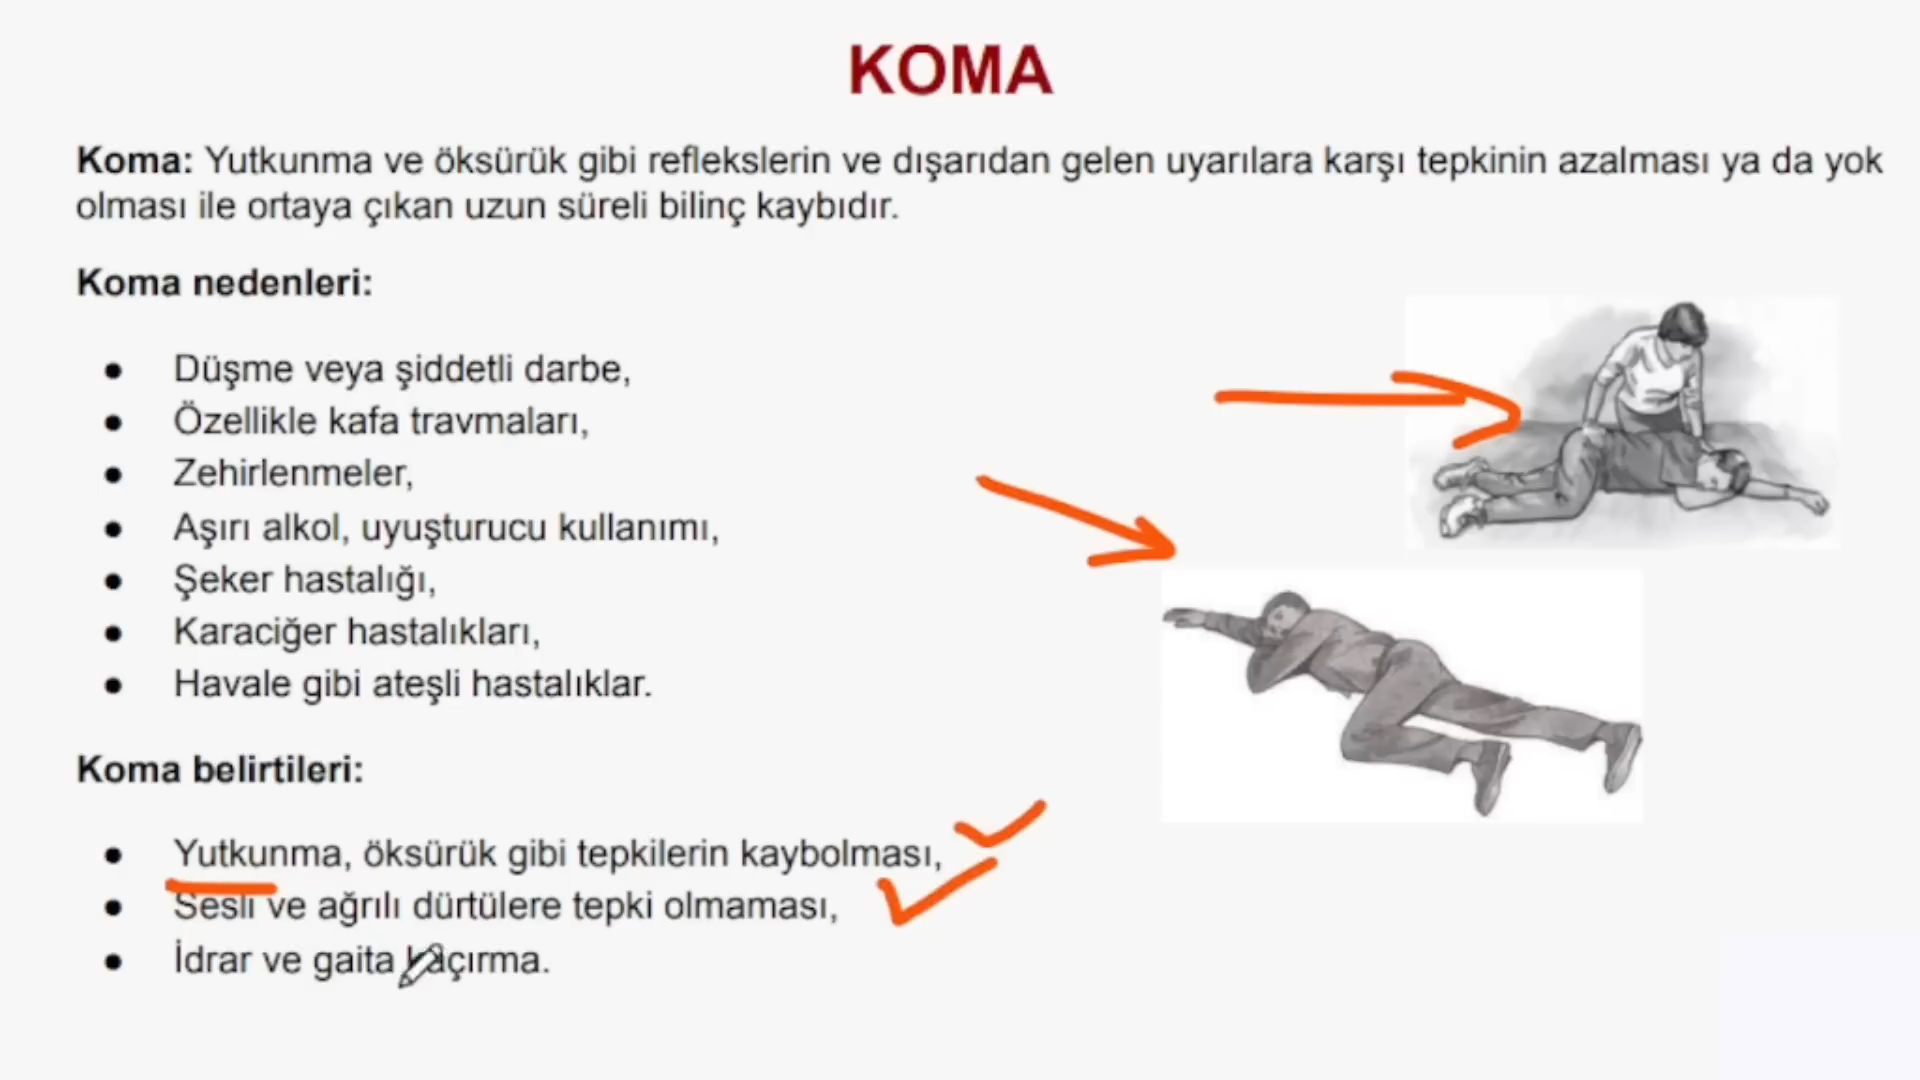 KOMA
Koma: Yutkunma ve öksürük gibi reflekslerin ve dışarıdan gelen uyarılara karşı tepkinin azalması ya da yok
olması ile ortaya çıkan uzun süreli bilinç kaybıdır.
Koma nedenleri:
● Düşme veya şiddetli darbe,
● Özellikle kafa travmaları,
● Zehirlenmeler,
● Aşırı alkol, uyuşturucu kullanımı,
● Şeker hastalığı,
● Karaciğer hastalıkları,
● Havale gibi ateşli hastalıklar.
Koma belirtileri:
● Yutkunma, öksürük gibi tepkilerin kaybolması,
● Sesli ve ağrılı dürtülere tepki olmaması,
● İdrar ve gaita kaçırma.